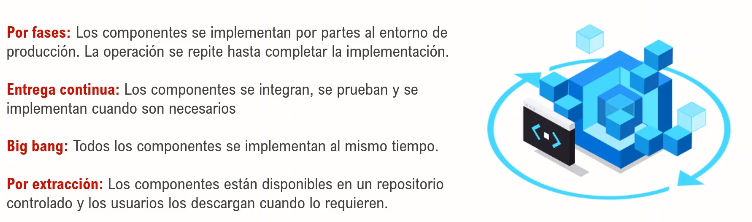 Por fases: Los componentes se implementan por partes al entorno de
producción. La operación se repite hasta completar la implementación.
Entrega continua: Los componentes se integran, se prueban y se
implementan cuando son necesarios
Big bang: Todos los componentes se implementan al mismo tiempo.
Por extracción: Los componentes están disponibles en un repositorio
controlado y los usuarios los descargan cuando lo requieren.